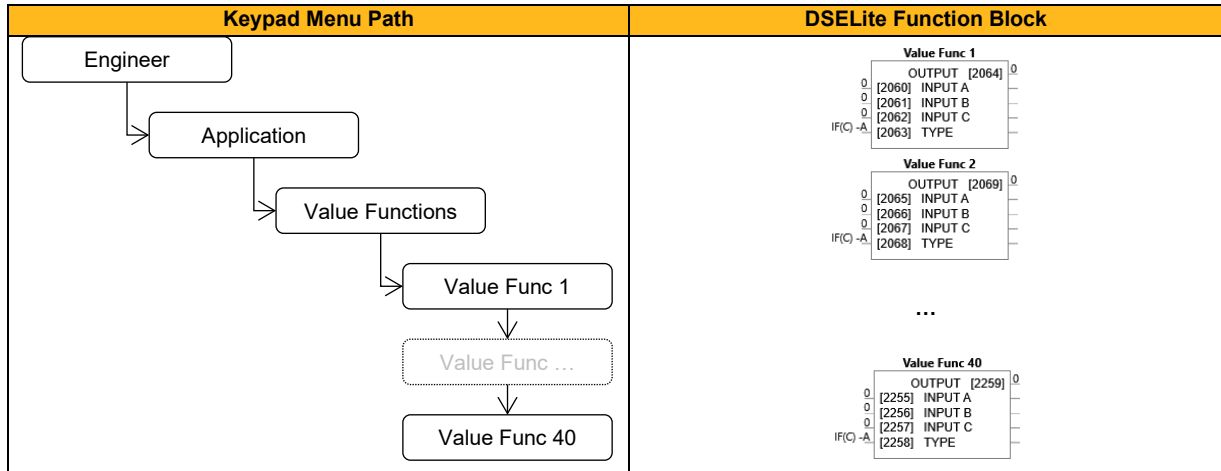 Keypad Menu Path
DSELite Function Block
Engineer
Application
Value Functions
Value Func 1
Value Func ...
Value Func 40
Value Func 1
OUTPUT [2064] 0
0 [2060] INPUT A
0 [2061] INPUT B
0 [2062] INPUT C
IF(C) -A [2063] TYPE
Value Func 2
OUTPUT [2069] 0
0 [2065] INPUT A
0 [2066] INPUT B
0 [2067] INPUT C
IF(C) -A [2068] TYPE
...
Value Func 40
OUTPUT [2259] 0
0 [2255] INPUT A
0 [2256] INPUT B
0 [2257] INPUT C
IF(C) -A [2258] TYPE